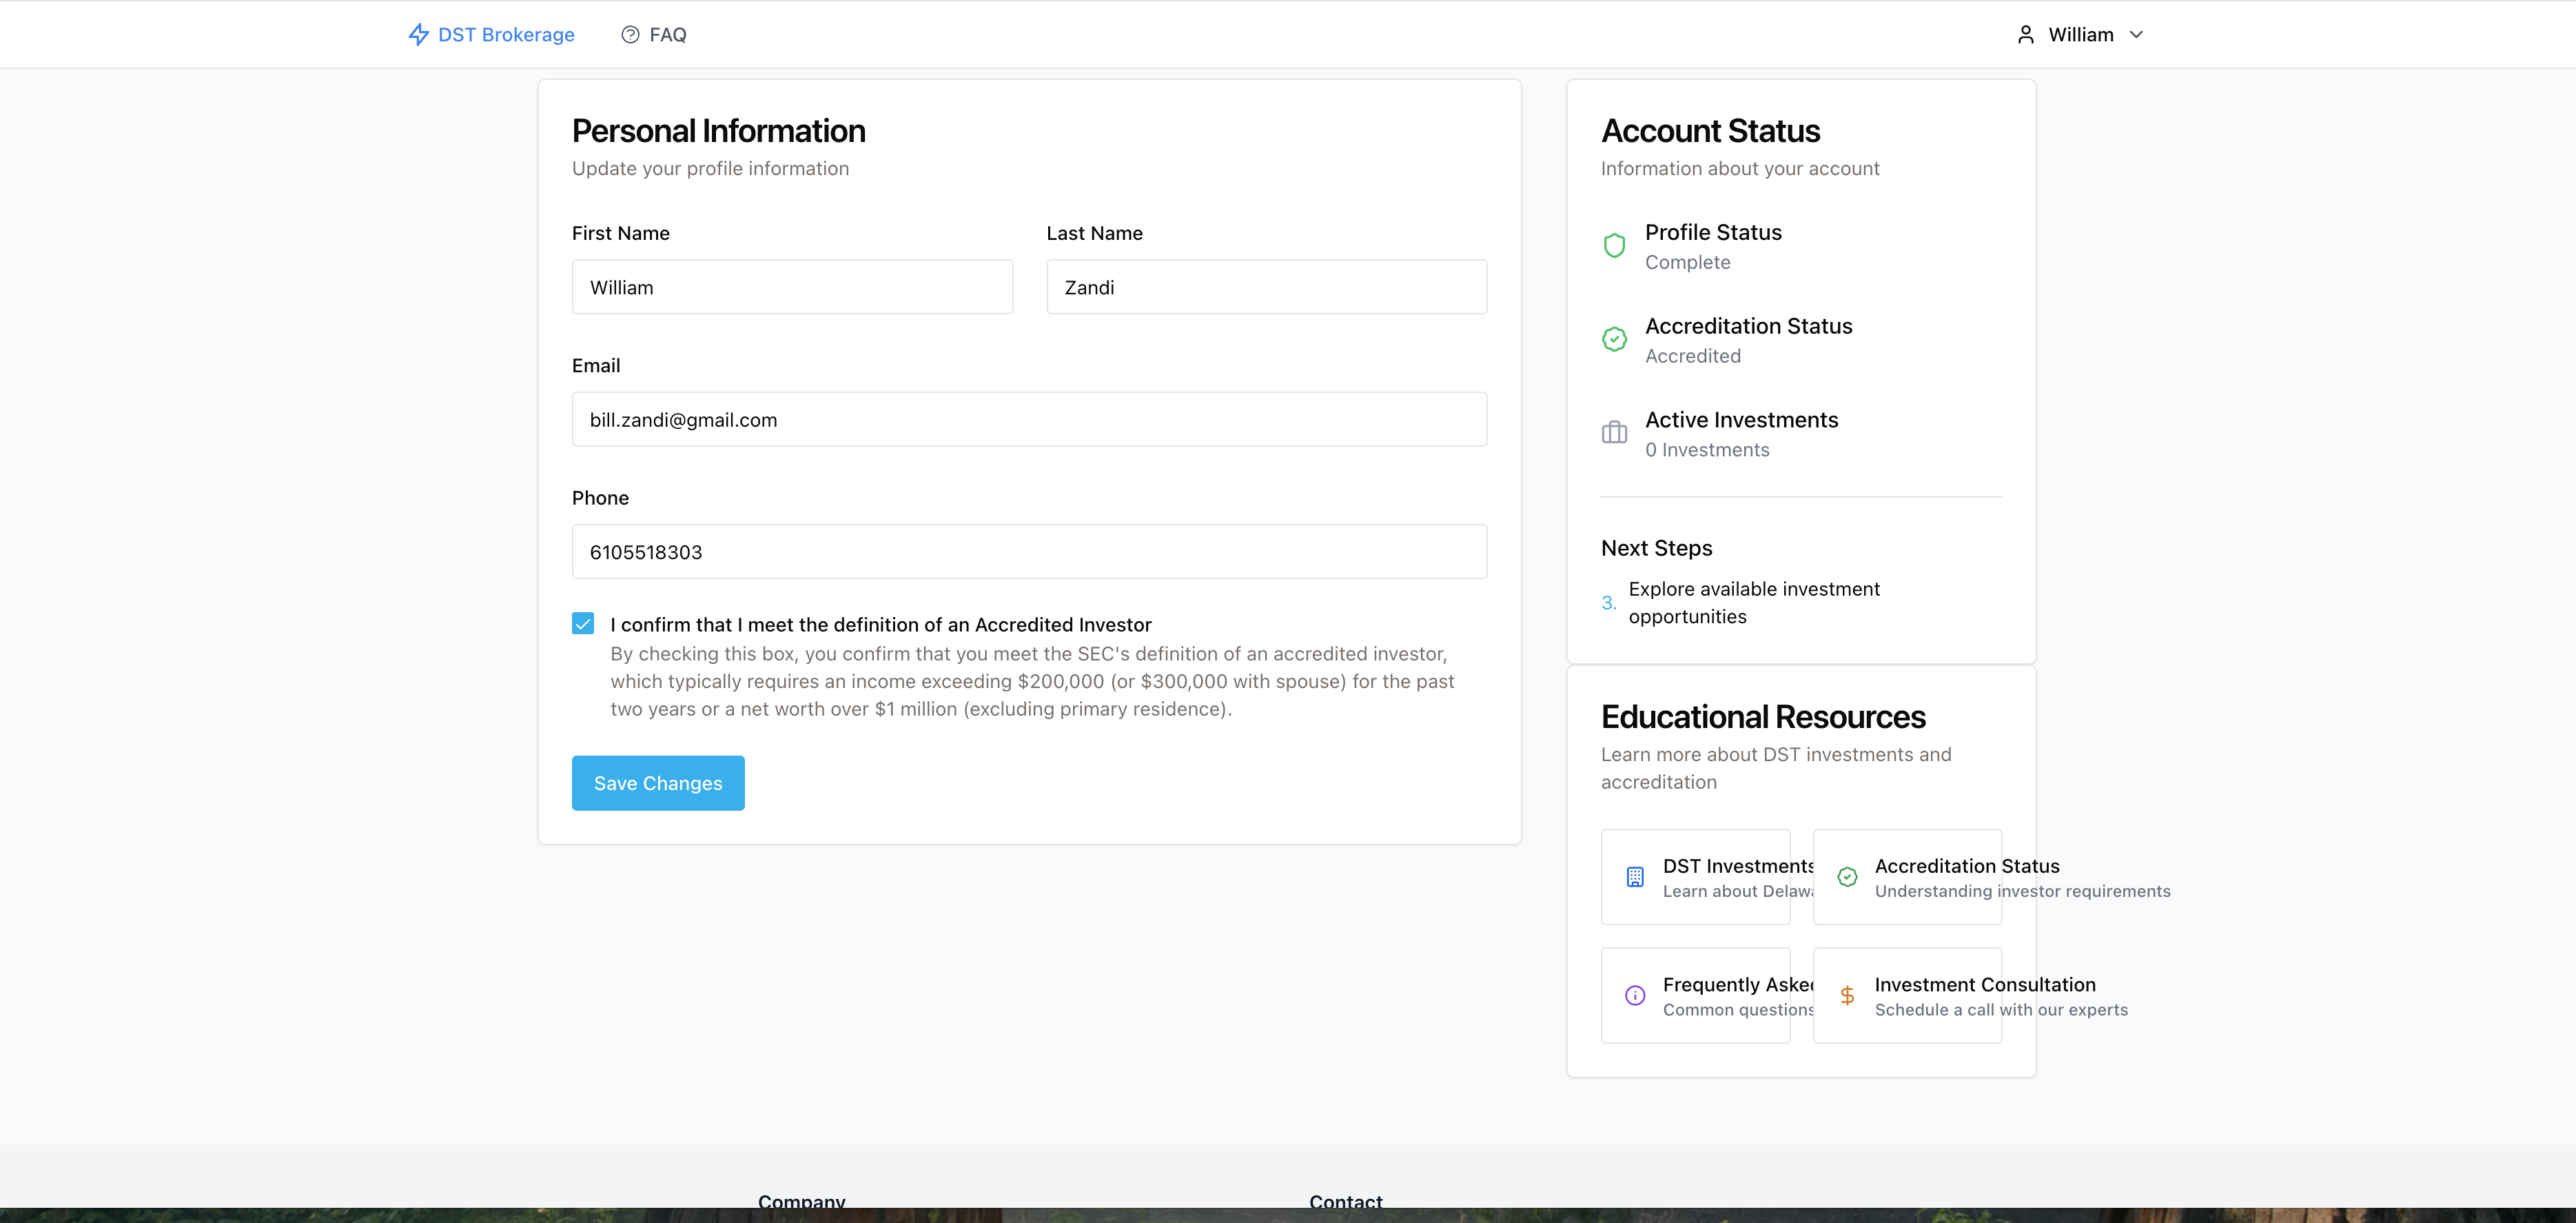 DST Brokerage
FAQ
William
Personal Information
Update your profile information
First Name
Last Name
William
Zandi
Email
bill.zandi@gmail.com
Phone
6105518303
I confirm that I meet the definition of an Accredited Investor
By checking this box, you confirm that you meet the SEC's definition of an accredited investor,
which typically requires an income exceeding $200,000 (or $300,000 with spouse) for the past
two years or a net worth over $1 million (excluding primary residence).
Save Changes
Account Status
Information about your account
Profile Status
Complete
Accreditation Status
Accredited
Active Investments
0 Investments
Next Steps
3. Explore available investment
opportunities
Educational Resources
Learn more about DST investments and
accreditation
DST Investments
Learn about Delawa
Accreditation Status
Understanding investor requirements
Frequently Asked
Common questions
Investment Consultation
Schedule a call with our experts
Company
Contact